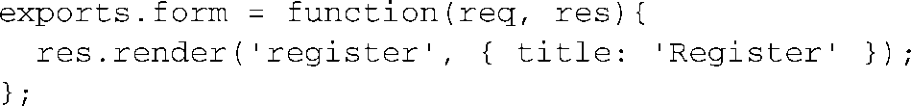 exports.form = function(req, res){
  res.render('register', { title: 'Register' });
};